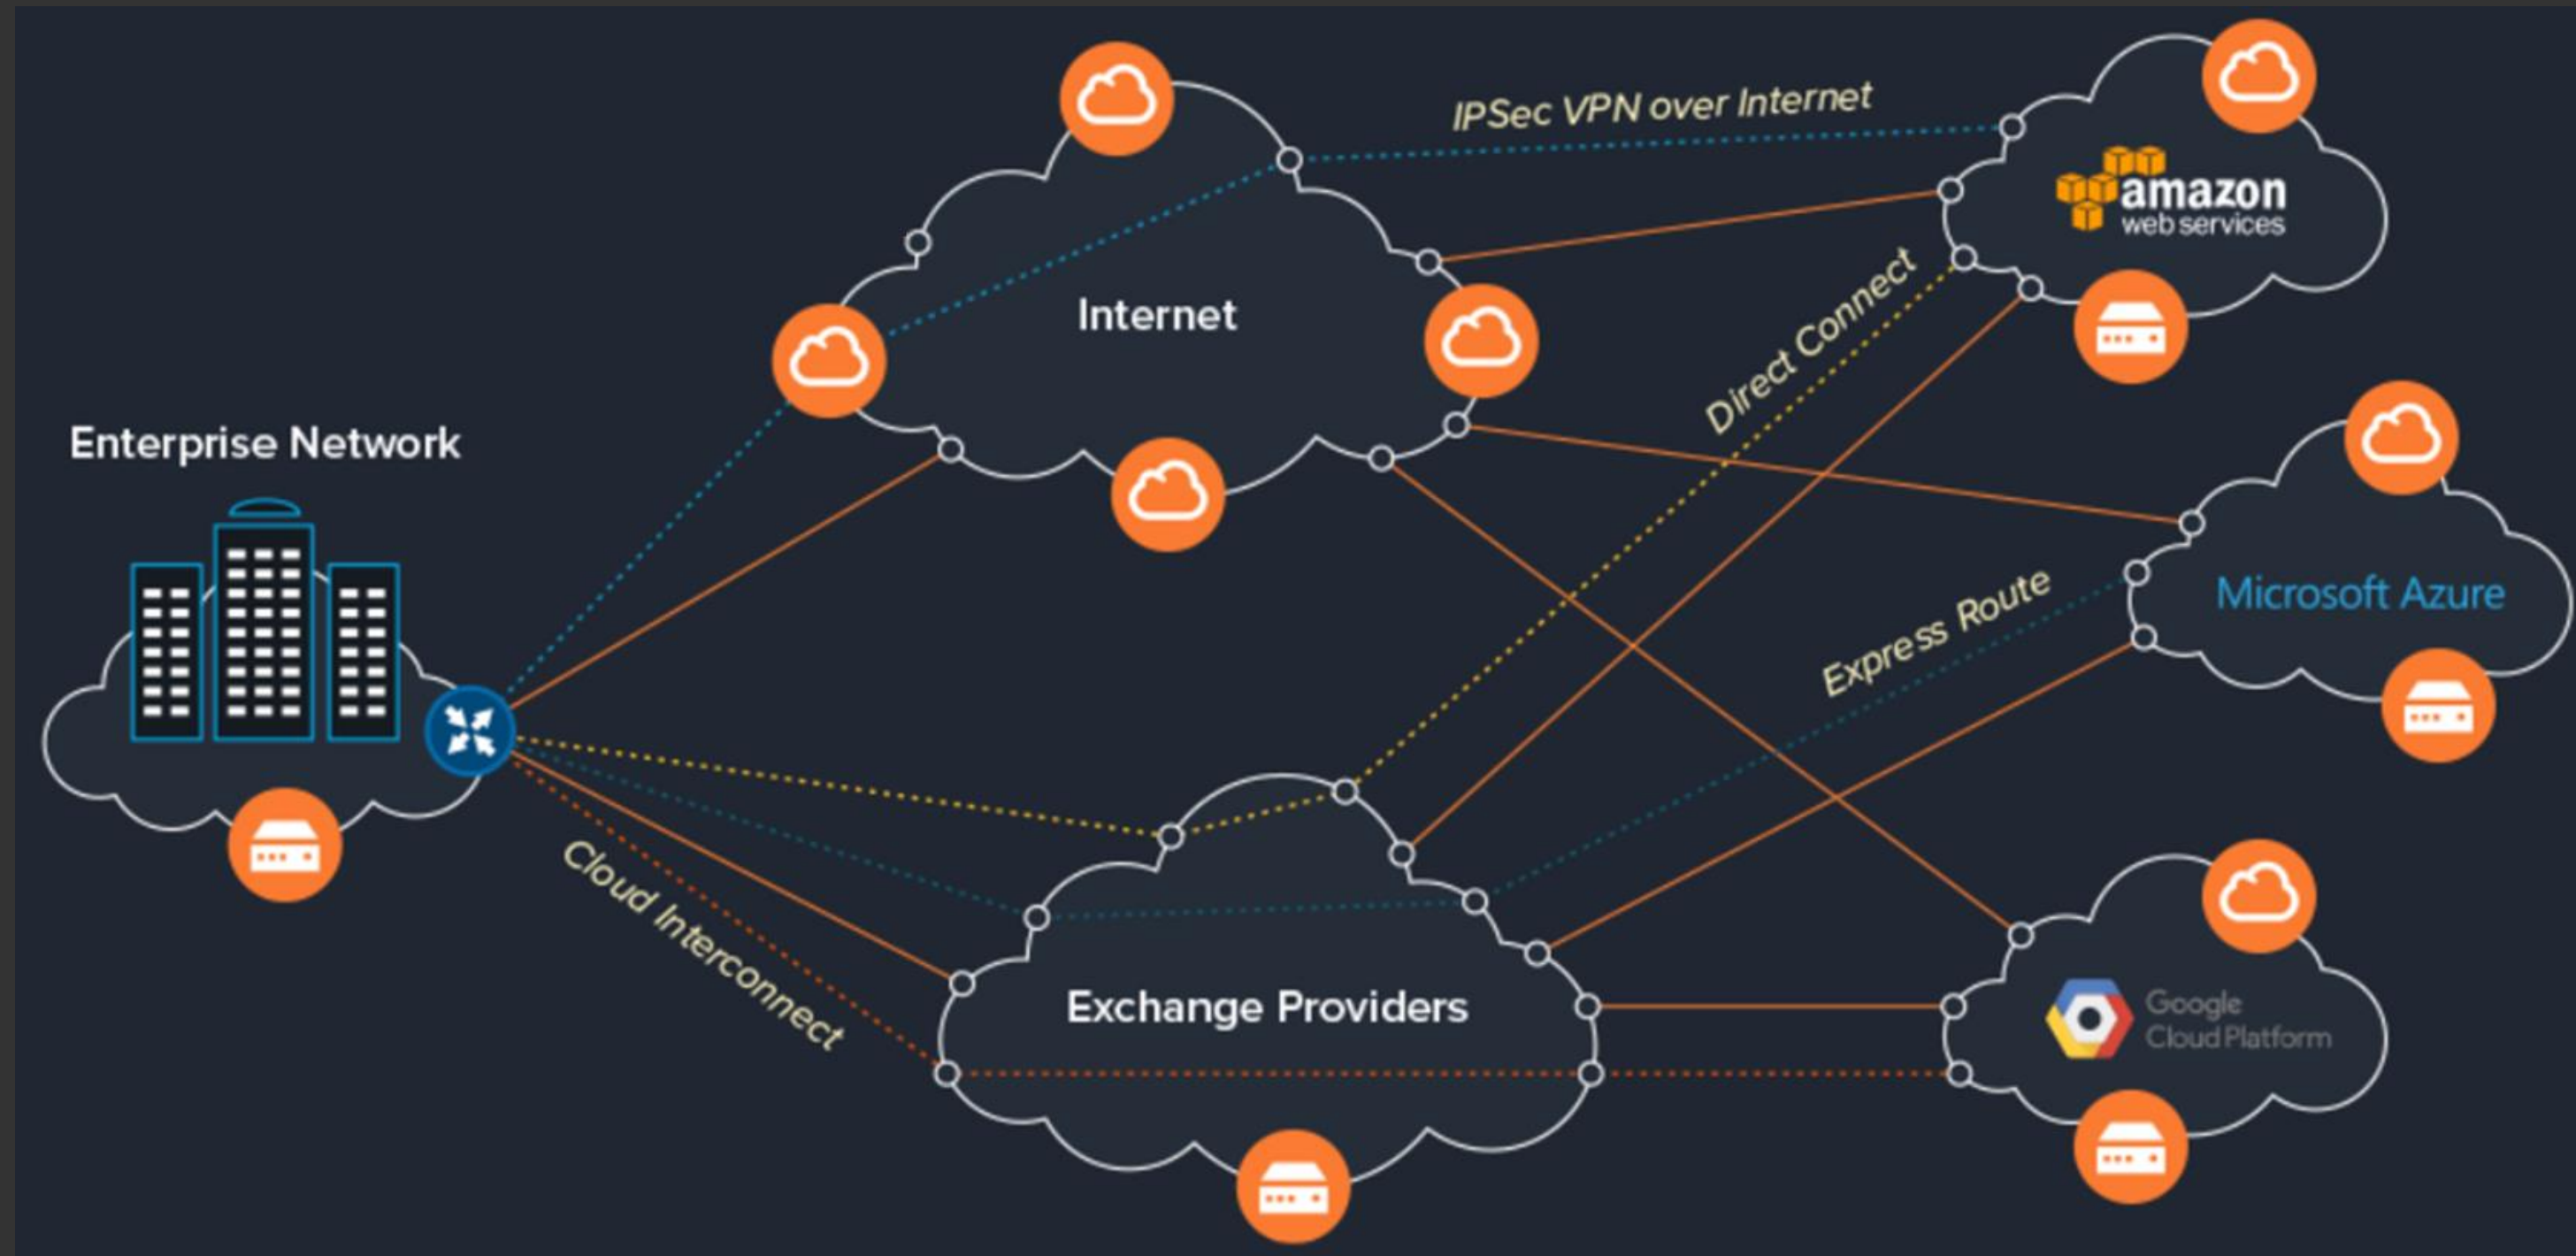 IPSec VPN over Internet
amazon
web services
Internet
Direct Connect
Enterprise Network
Express Route
Microsoft Azure
Cloud Interconnect
Exchange Providers
Google
Cloud Platform